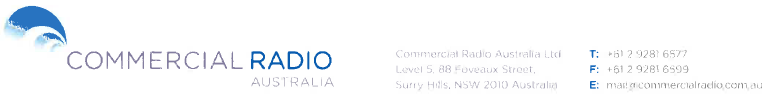 COMMERCIAL RADIO
AUSTRALIA
Commercial Radio Australia Ltd
Level 5, 88 Foveaux Street,
Surry Hills, NSW 2010 Australia
T: +61 2 9281 6577
F: +61 2 9281 6599
E: mail@commercialradio.com.au